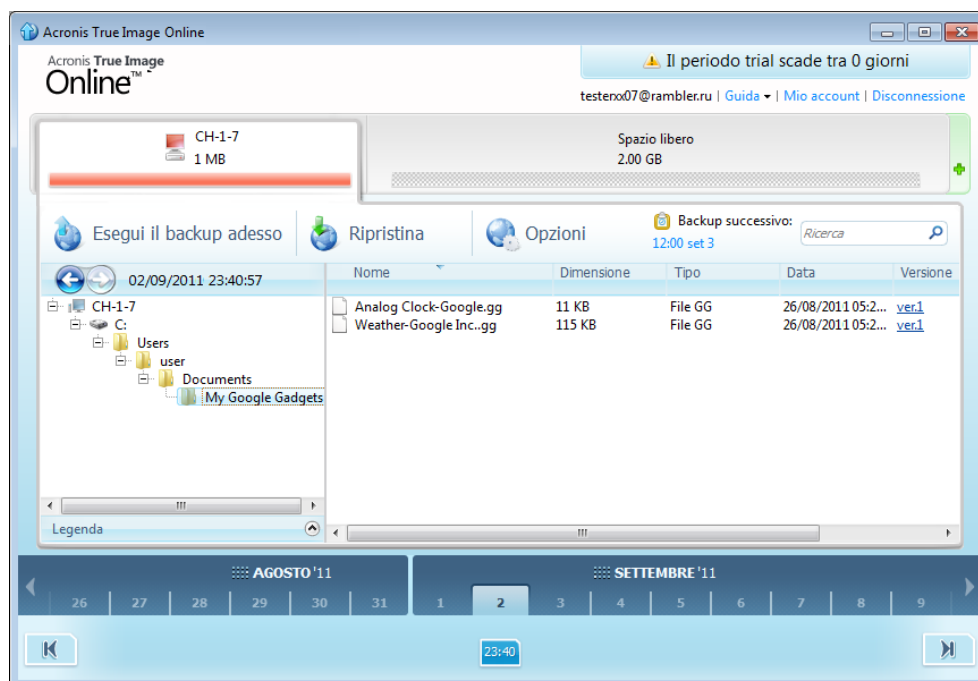 Acronis True Image Online
Acronis True Image
Online™
Il periodo trial scade tra 0 giorni
testerxx07@rambler.ru | Guida | Mio account | Disconnessione
CH-1-7
1 MB
Spazio libero
2.00 GB
Esegui il backup adesso
Ripristina
Opzioni
Backup successivo:
12:00 set 3
Ricerca
02/09/2011 23:40:57
Nome Dimensione Tipo Data Versione
CH-1-7
C:
Users
user
Documents
My Google Gadgets
Analog Clock-Google.gg 11 KB File GG 26/08/2011 05:2... ver.1
Weather-Google Inc..gg 115 KB File GG 26/08/2011 05:2... ver.1
Legenda
AGOSTO '11 SETTEMBRE '11
26 27 28 29 30 31 1 2 3 4 5 6 7 8 9
23:40